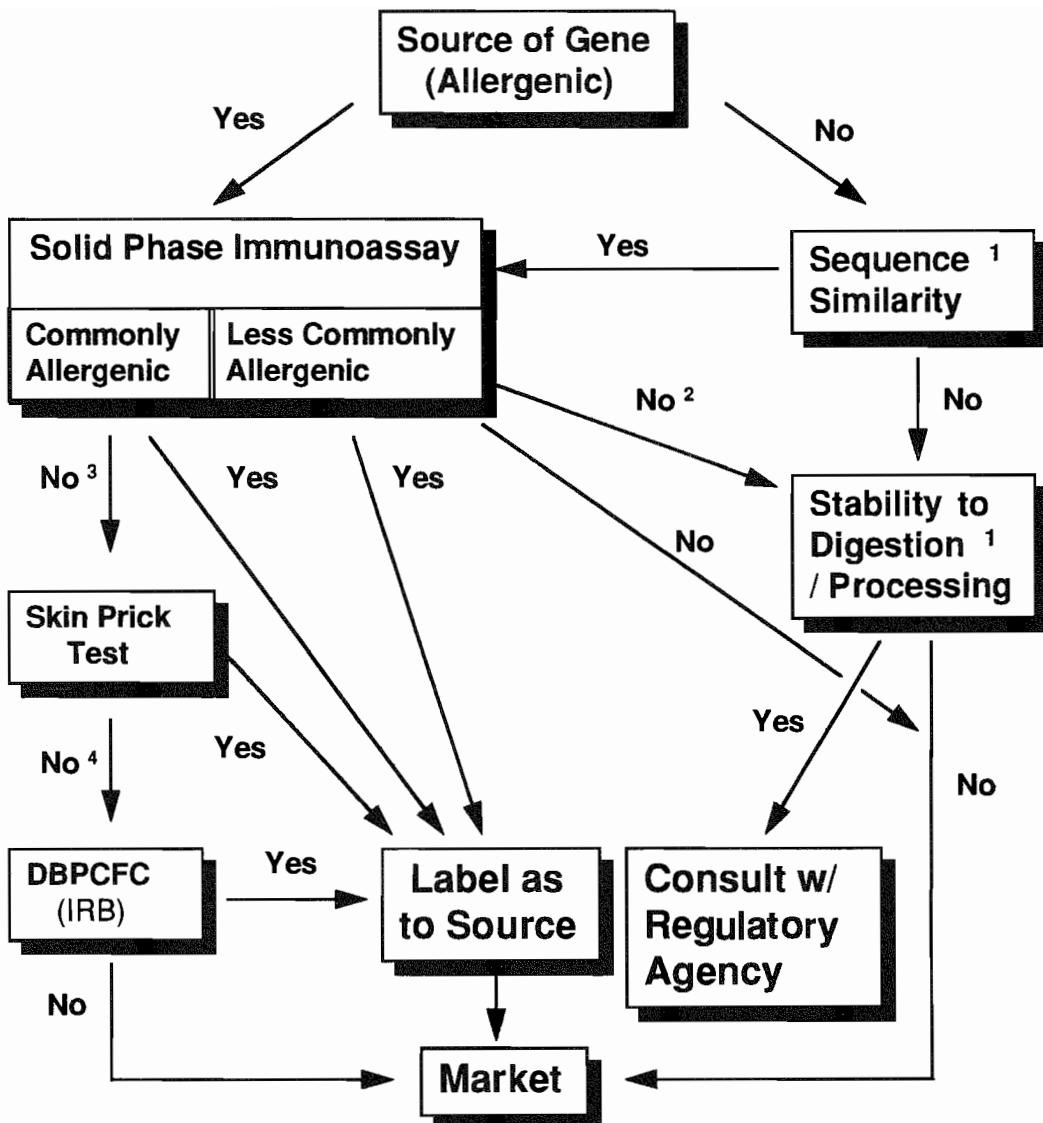 Source of Gene
(Allergenic)
Yes
No
Solid Phase Immunoassay
Yes
Sequence 1
Similarity
Commonly
Allergenic
Less Commonly
Allergenic
No 2
No
No 3
Yes
Yes
No
Stability to
Digestion 1
/ Processing
Skin Prick
Test
Yes
Yes
No 4
No
DBPCFC
(IRB)
Yes
Label as
to Source
Consult w/
Regulatory
Agency
No
Market